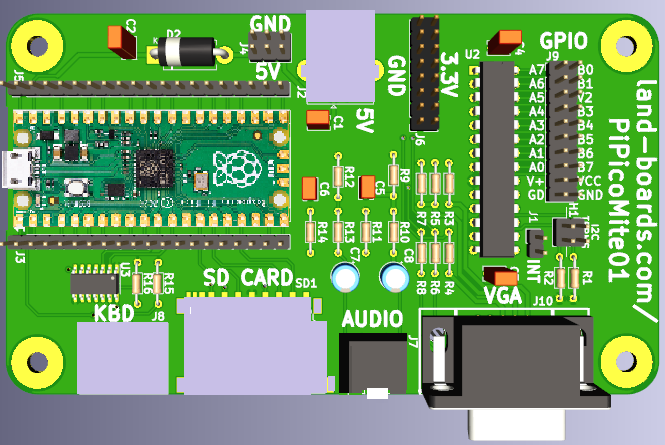 C2
D2
GND
J4
5V
J5
J2
5V
C1
GND
3.3V
J6
U2
C4
GPIO
J9
A7 B0
A6 B1
A5 V2
A4 B3
A3 B4
A2 B5
A1 B6
A0 B7
V+ VCC
GD GND
land-boards.com/
PiPicoMite01
J1
H1
I2C
INT
R2
R1
J10
VGA
C6
R12
C5
R9
R14
R13
R11
R10
C7
C8
R7
R5
R3
R8
R6
R4
J3
U3
R16
R15
KBD
J8
SD CARD
SD1
AUDIO
J7